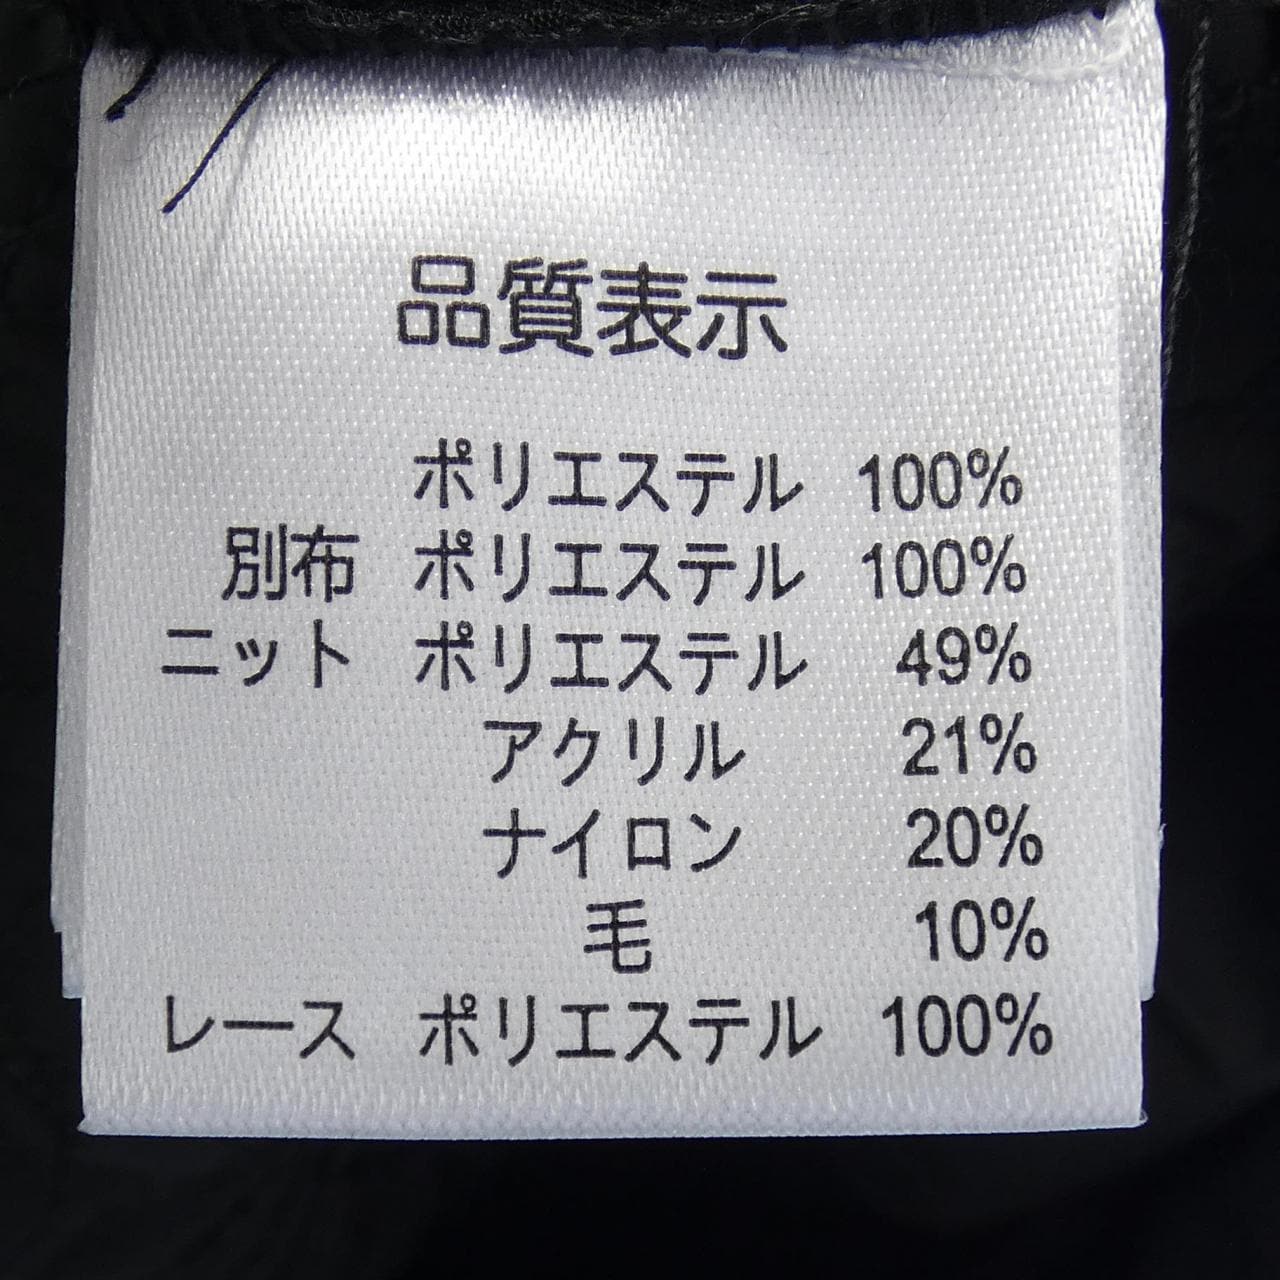 品質表示
ポリエステル 100%
別布 ポリエステル 100%
ニット ポリエステル 49%
アクリル 21%
ナイロン 20%
毛 10%
レース ポリエステル 100%